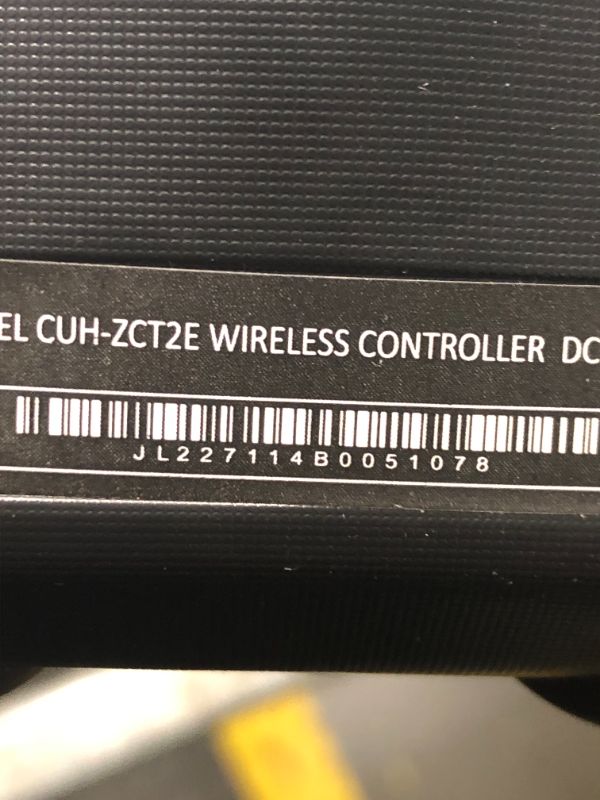 EL CUH-ZCT2E WIRELESS CONTROLLER DC
JL227114B0051078